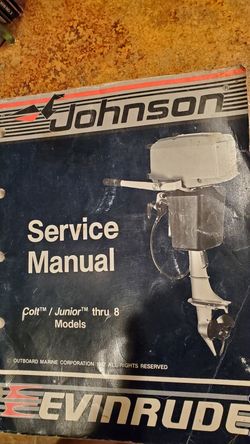 Johnson
Service
Manual
Colt™ / Junior™ thru 8
Models
© OUTBOARD MARINE CORPORATION 1987 ALL RIGHTS RESERVED
EVINRUDE